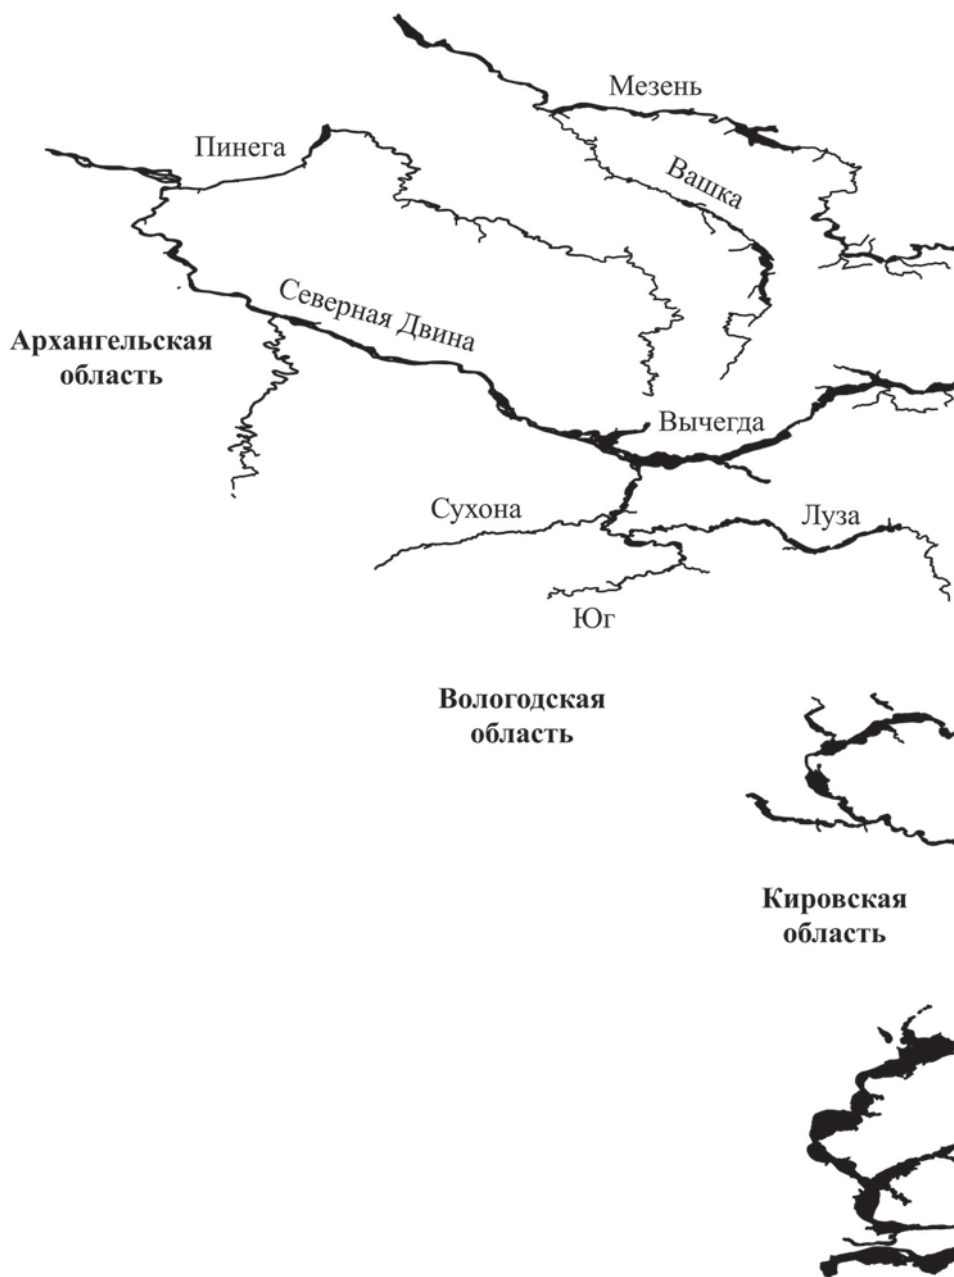 Мезень
Пинега
Вашка
Северная Двина
Архангельская
область
Вычегда
Сухона
Луза
Юг
Вологодская
область
Кировская
область